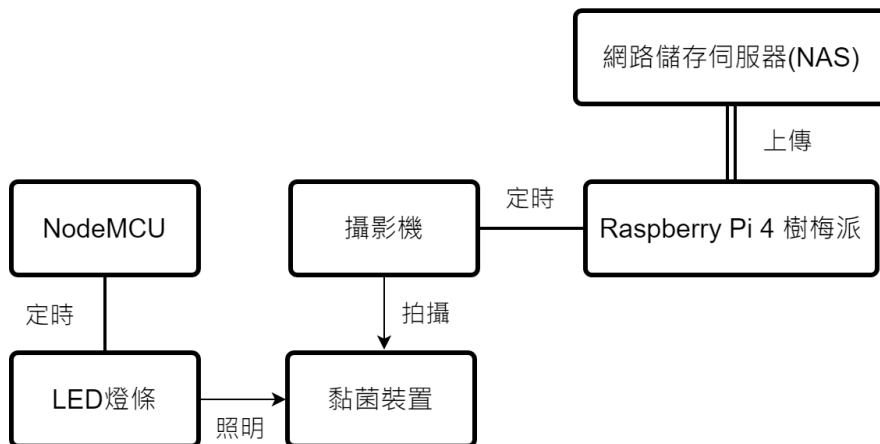 網路儲存伺服器(NAS)
上傳
NodeMCU
攝影機
定時
Raspberry Pi 4 樹梅派
定時
拍攝
LED燈條
照明
黏菌裝置